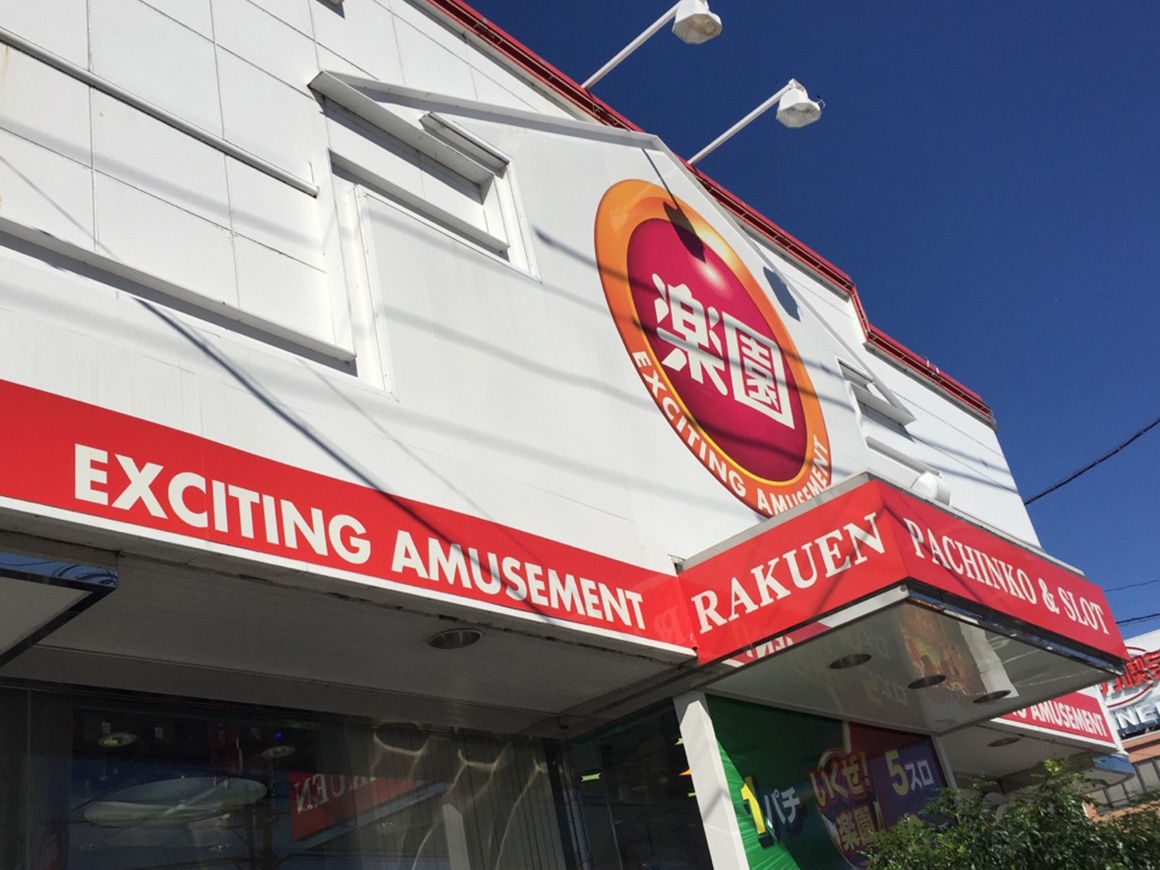 楽園
EXCITING AMUSEMENT
EXCITING AMUSEMENT
RAKUEN
PACHINKO & SLOT
AMUSEMENT
1パチ
いくぜ!
楽園
5スロ
RAKUEN